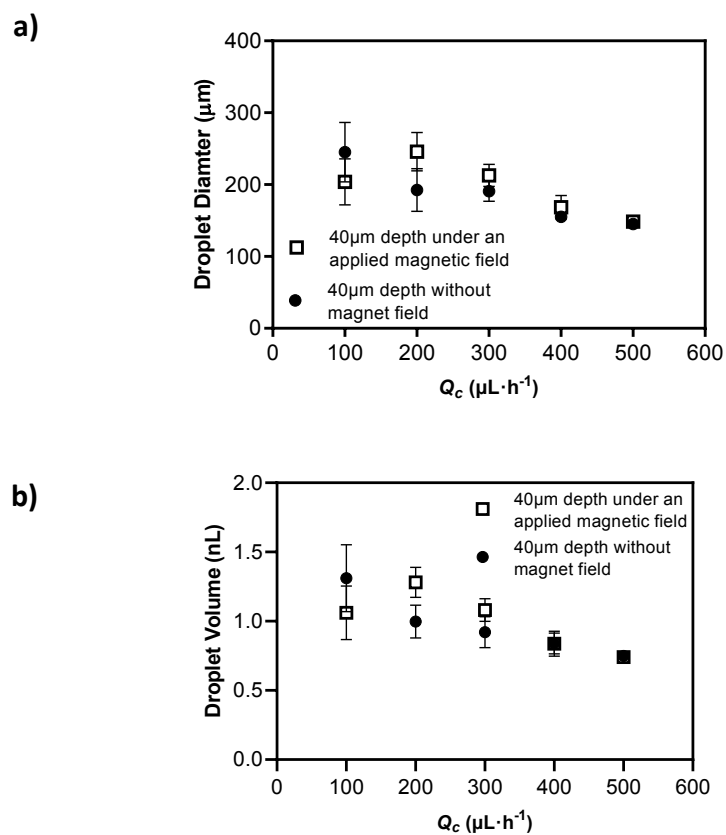 a)
400
300
200
100
0
Droplet Diamter (μm)
40μm depth under an
applied magnetic field
40μm depth without
magnet field
0 100 200 300 400 500 600
Qc (μL·h-1)
b)
2.0
1.5
1.0
0.5
0.0
Droplet Volume (nL)
40μm depth under an
applied magnetic field
40μm depth without
magnet field
0 100 200 300 400 500 600
Qc (μL·h-1)